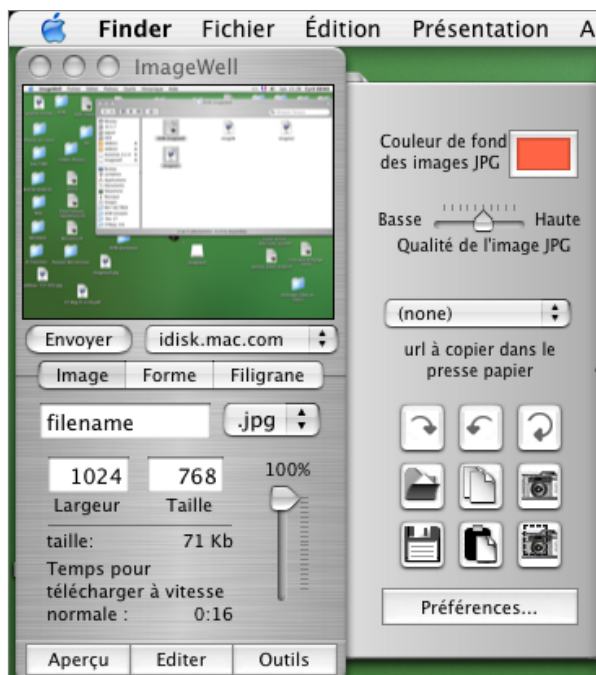 Finder Fichier Édition Présentation A
ImageWell
Envoyer idisk.mac.com
Image Forme Filigrane
filename .jpg
1024 768 100%
Largeur Taille
taille: 71 Kb
Temps pour
télécharger à vitesse
normale : 0:16
Aperçu Editer Outils
Couleur de fond
des images JPG
Basse Haute
Qualité de l'image JPG
(none)
url à copier dans le
presse papier
Préférences...